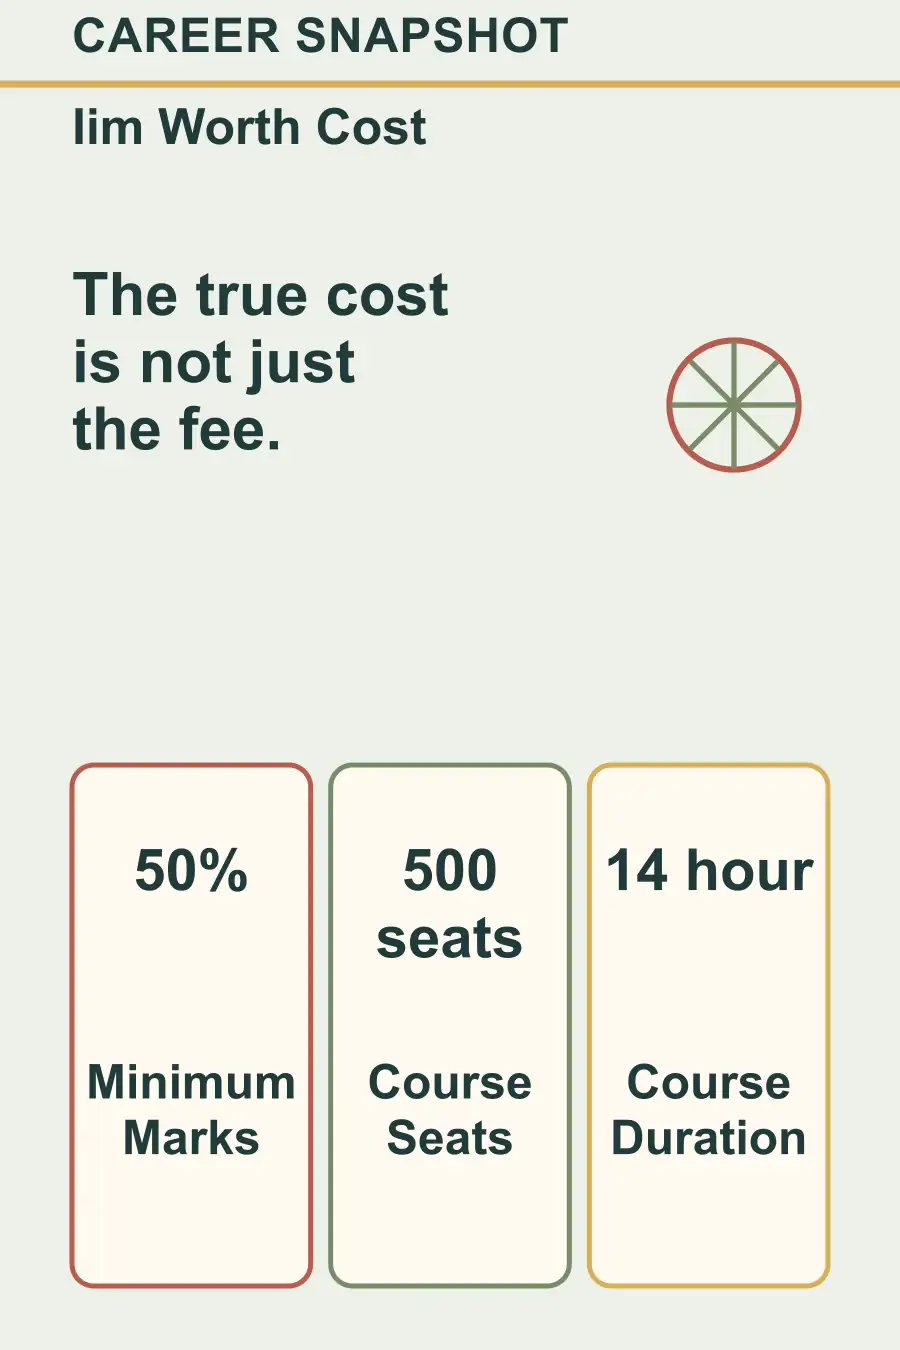 CAREER SNAPSHOT
Iim Worth Cost
The true cost
is not just
the fee.
50%
Minimum
Marks
500
seats
Course
Seats
14 hour
Course
Duration